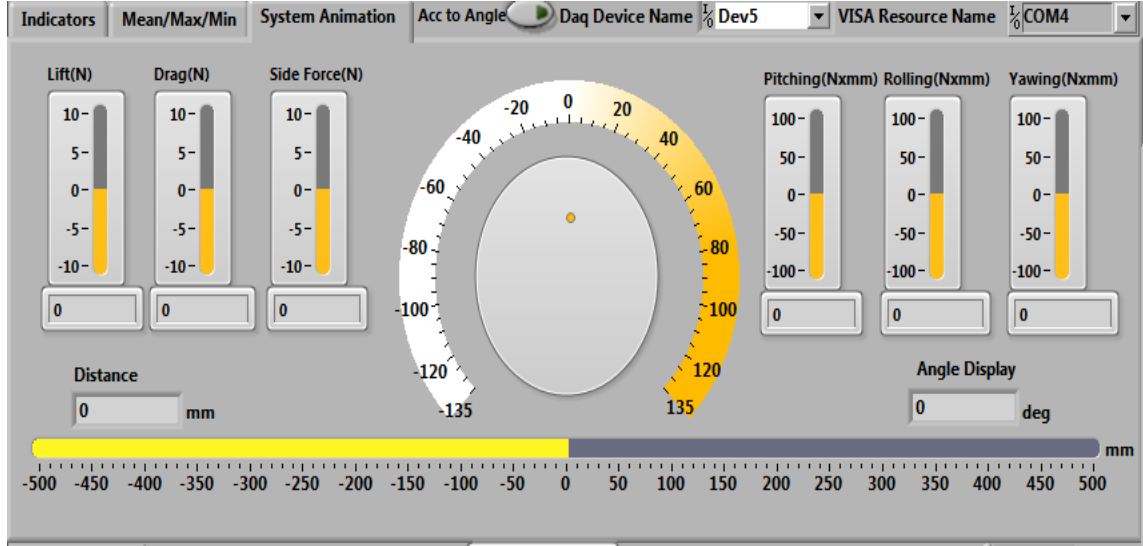 Indicators Mean/Max/Min System Animation Acc to Angle Daq Device Name I/O Dev5 VISA Resource Name I/O COM4
Lift(N) Drag(N) Side Force(N)
10 5 0 -5 -10
10 5 0 -5 -10
10 5 0 -5 -10
0 0 0
-135 -120 -100 -80 -60 -40 -20 0 20 40 60 80 100 120 135
Pitching(Nxmm) Rolling(Nxmm) Yawing(Nxmm)
100 50 0 -50 -100
100 50 0 -50 -100
100 50 0 -50 -100
0 0 0
Distance
0 mm
Angle Display
0 deg
mm
-500 -450 -400 -350 -300 -250 -200 -150 -100 -50 0 50 100 150 200 250 300 350 400 450 500